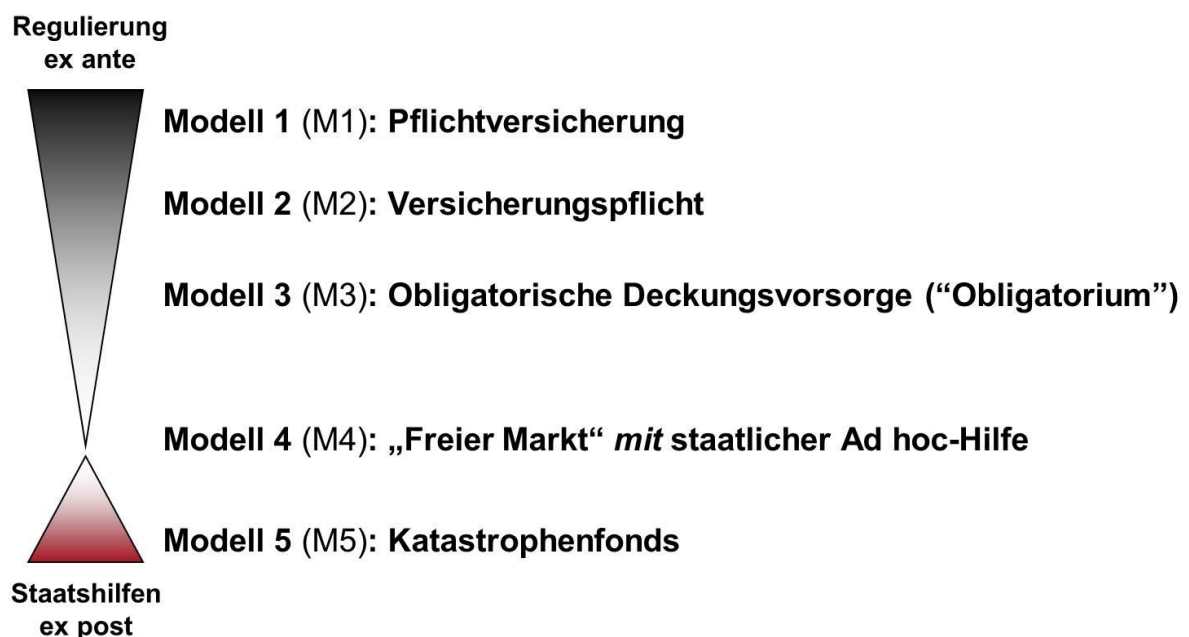 Regulierung
ex ante
Modell 1 (M1): Pflichtversicherung
Modell 2 (M2): Versicherungspflicht
Modell 3 (M3): Obligatorische Deckungsvorsorge (“Obligatorium”)
Modell 4 (M4): „Freier Markt“ mit staatlicher Ad hoc-Hilfe
Modell 5 (M5): Katastrophenfonds
Staatshilfen
ex post